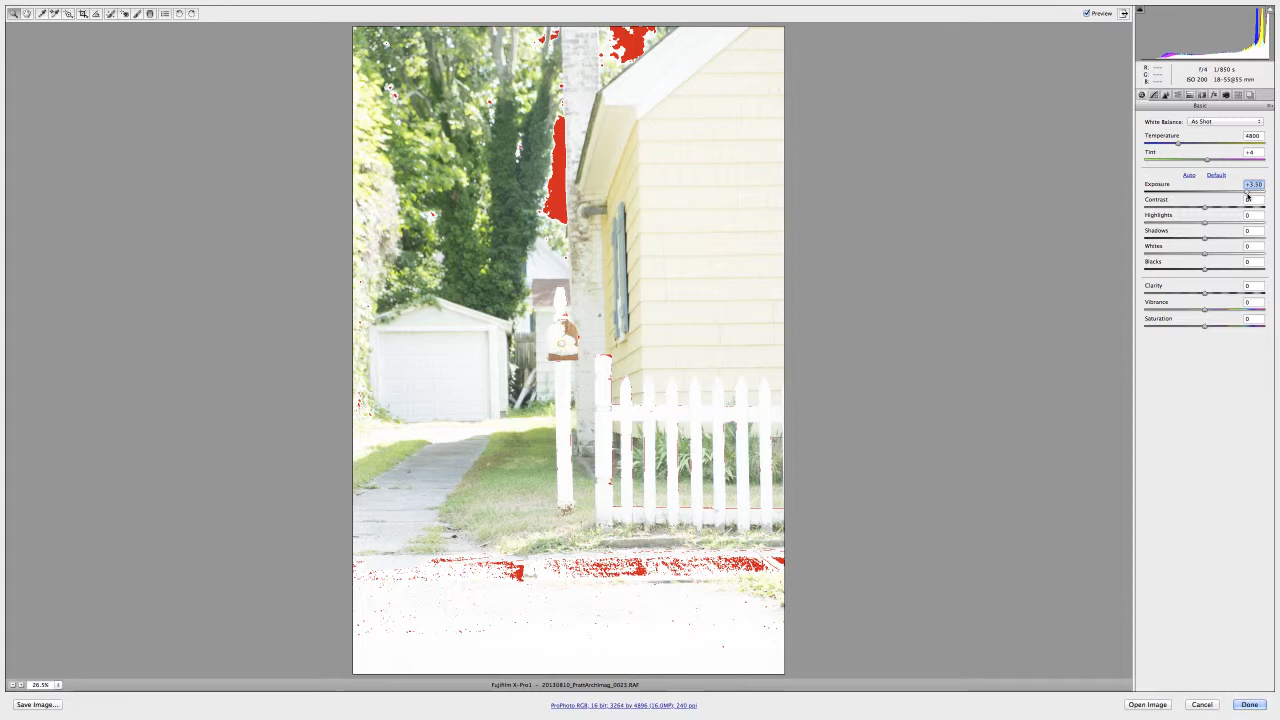 Preview
R: ---
G: ---
B: ---
f/4 1/850 s
ISO 200 18-55@55 mm
Basic
White Balance: As Shot
Temperature 4800
Tint +4
Auto Default
Exposure +3.50
Contrast
Highlights 0
Shadows 0
Whites 0
Blacks 0
Clarity 0
Vibrance 0
Saturation 0
26.5%
Fujifilm X-Pro1 - 20130810_PrattArchImag_0023.RAF
Save Image...
ProPhoto RGB; 16 bit; 3264 by 4896 (16.0MP); 240 ppi
Open Image
Cancel
Done